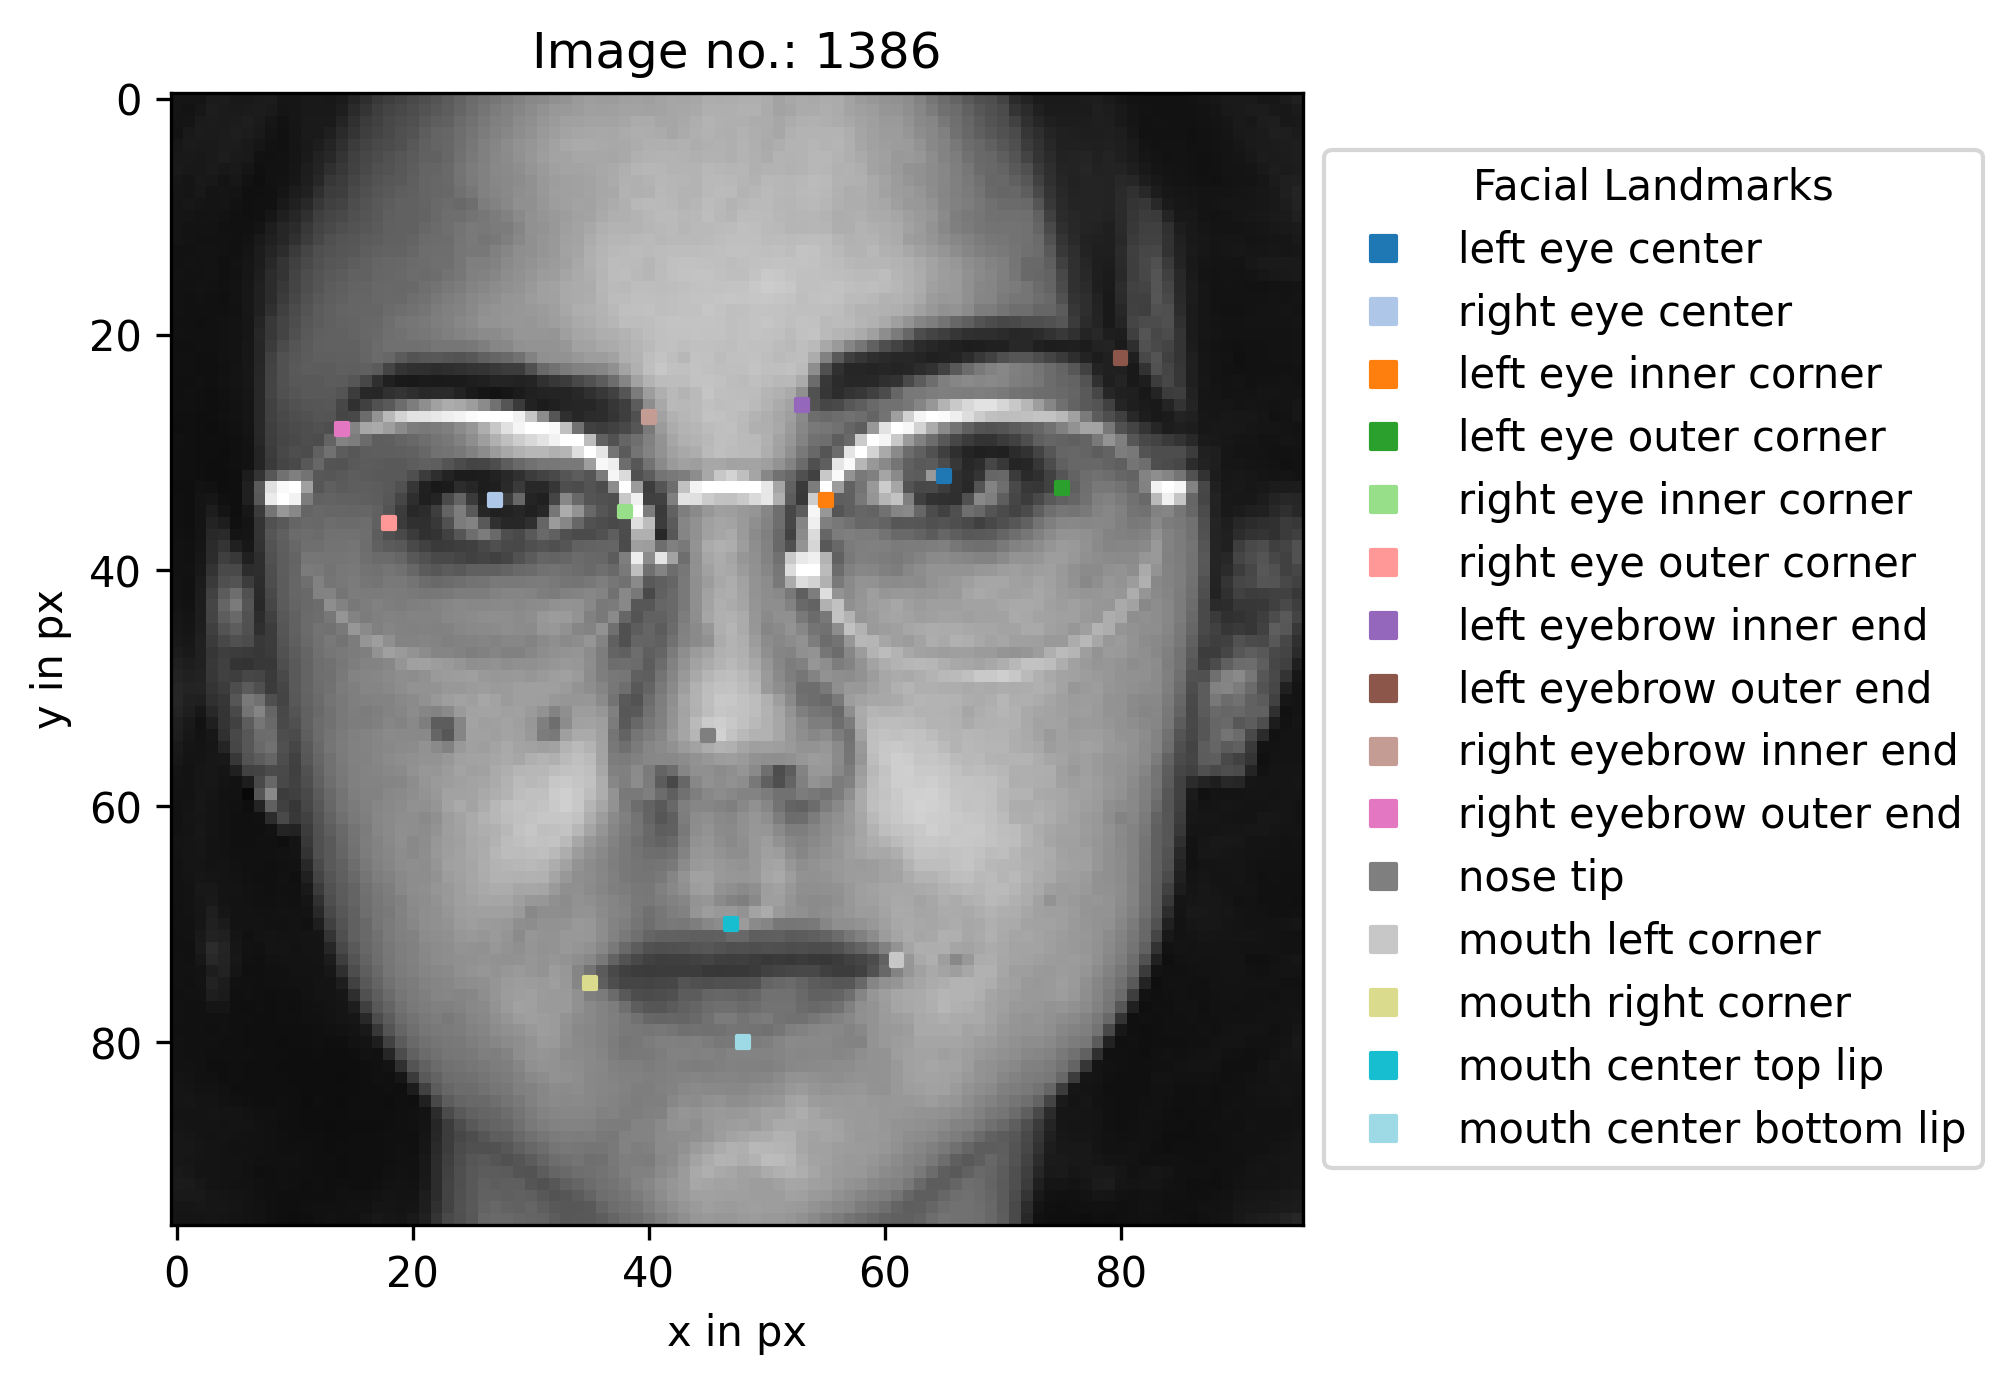 Image no.: 1386
0
20
40
60
80
y in px
0 20 40 60 80
x in px
Facial Landmarks
left eye center
right eye center
left eye inner corner
left eye outer corner
right eye inner corner
right eye outer corner
left eyebrow inner end
left eyebrow outer end
right eyebrow inner end
right eyebrow outer end
nose tip
mouth left corner
mouth right corner
mouth center top lip
mouth center bottom lip